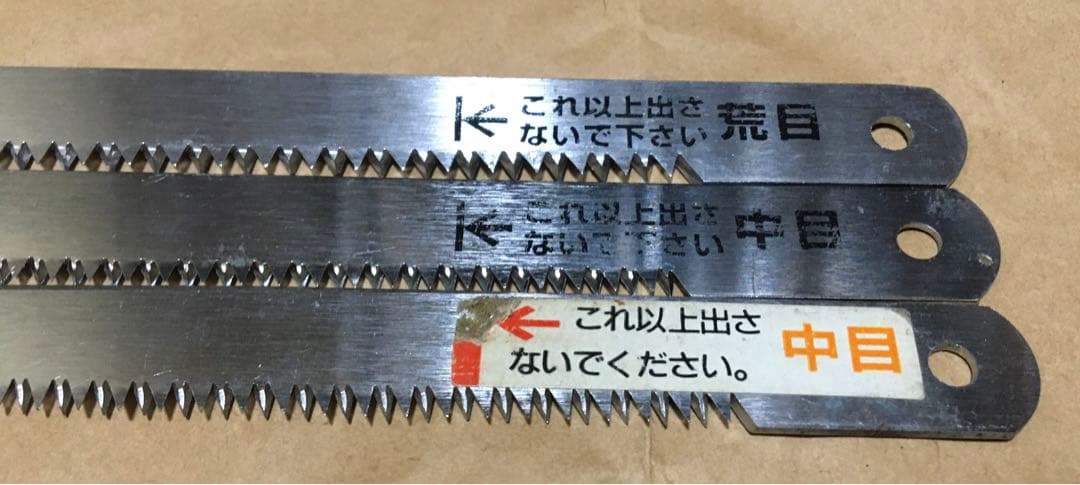 これ以上出さ
ないで下さい
荒目
これ以上出さ
ないで下さい
中目
これ以上出さ
ないでください。
中目